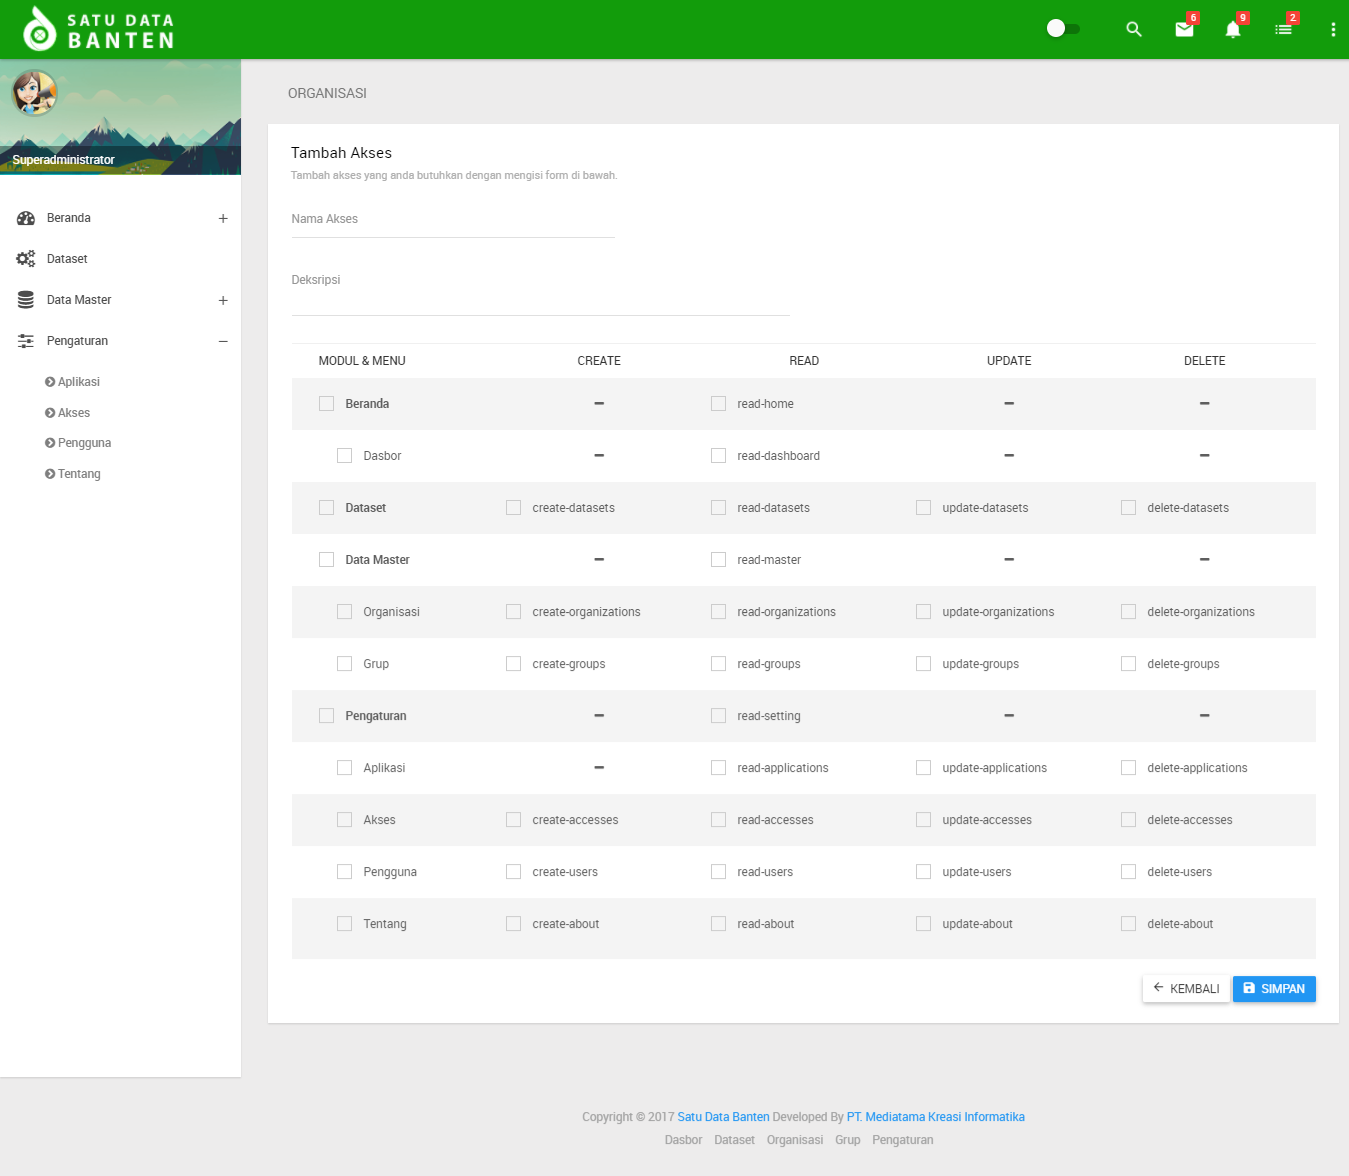 SATU DATA
BANTEN
6
9
2
Superadministrator
Beranda
Dataset
Data Master
Pengaturan
Aplikasi
Akses
Pengguna
Tentang
ORGANISASI
Tambah Akses
Tambah akses yang anda butuhkan dengan mengisi form di bawah.
Nama Akses
Deksripsi
MODUL & MENU CREATE READ UPDATE DELETE
Beranda read-home
Dasbor read-dashboard
Dataset create-datasets read-datasets update-datasets delete-datasets
Data Master read-master
Organisasi create-organizations read-organizations update-organizations delete-organizations
Grup create-groups read-groups update-groups delete-groups
Pengaturan read-setting
Aplikasi read-applications update-applications delete-applications
Akses create-accesses read-accesses update-accesses delete-accesses
Pengguna create-users read-users update-users delete-users
Tentang create-about read-about update-about delete-about
KEMBALI SIMPAN
Copyright © 2017 Satu Data Banten Developed By PT. Mediatama Kreasi Informatika
Dasbor Dataset Organisasi Grup Pengaturan